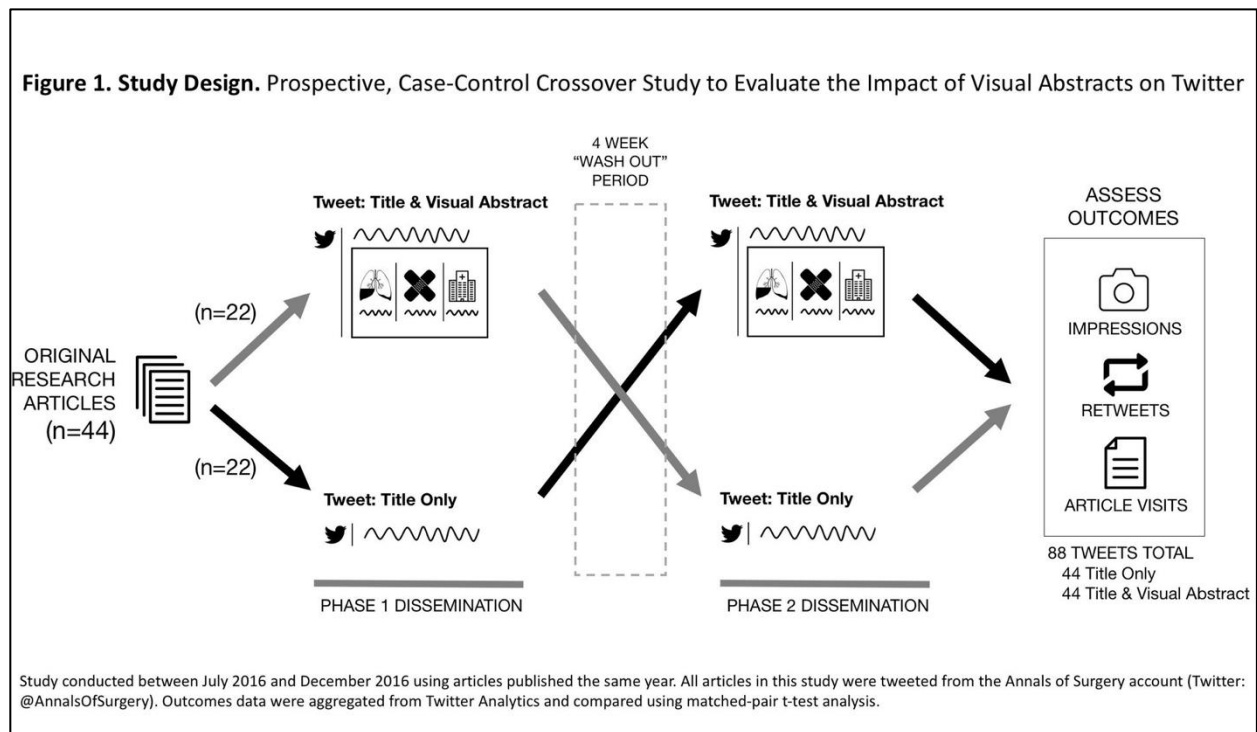 Figure 1. Study Design. Prospective, Case-Control Crossover Study to Evaluate the Impact of Visual Abstracts on Twitter
4 WEEK
"WASH OUT"
PERIOD
Tweet: Title & Visual Abstract
Tweet: Title & Visual Abstract
ASSESS
OUTCOMES
(n=22)
IMPRESSIONS
ORIGINAL
RESEARCH
ARTICLES
(n=44)
RETWEETS
(n=22)
Tweet: Title Only
Tweet: Title Only
ARTICLE VISITS
88 TWEETS TOTAL
44 Title Only
44 Title & Visual Abstract
PHASE 1 DISSEMINATION
PHASE 2 DISSEMINATION
Study conducted between July 2016 and December 2016 using articles published the same year. All articles in this study were tweeted from the Annals of Surgery account (Twitter:
@AnnalsOfSurgery). Outcomes data were aggregated from Twitter Analytics and compared using matched-pair t-test analysis.